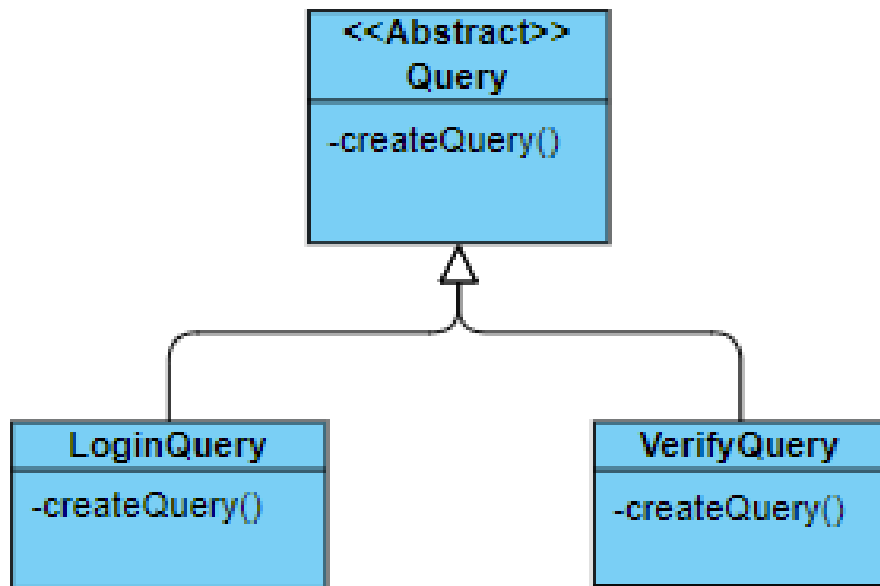 <<Abstract>>
Query
-createQuery()
LoginQuery
-createQuery()
VerifyQuery
-createQuery()